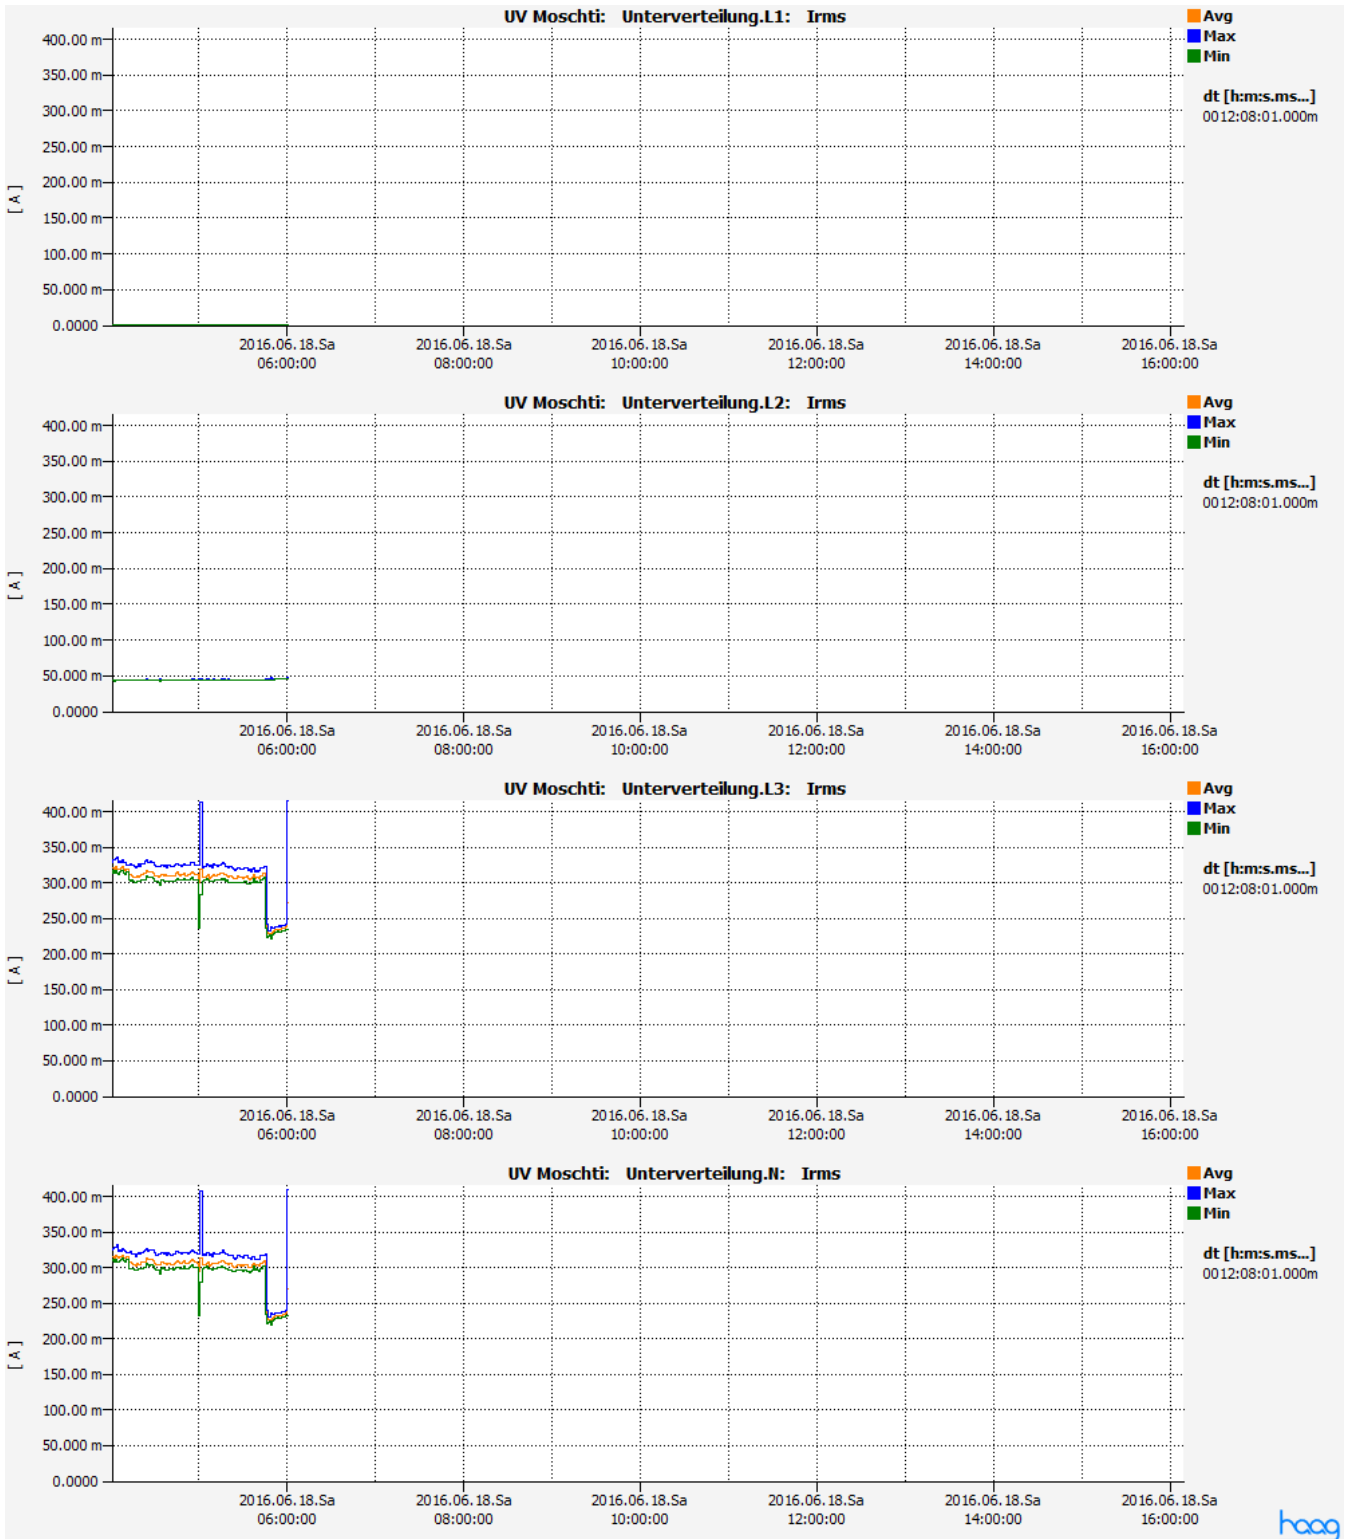 UV Moschti: Unterverteilung.L1: Irms
Avg
Max
Min
dt [h:m:s.ms...]
0012:08:01.000m
400.00 m
350.00 m
300.00 m
250.00 m
200.00 m
150.00 m
100.00 m
50.000 m
0.0000
[ A ]
2016.06.18.Sa 2016.06.18.Sa 2016.06.18.Sa 2016.06.18.Sa 2016.06.18.Sa 2016.06.18.Sa
06:00:00 08:00:00 10:00:00 12:00:00 14:00:00 16:00:00
UV Moschti: Unterverteilung.L2: Irms
Avg
Max
Min
dt [h:m:s.ms...]
0012:08:01.000m
400.00 m
350.00 m
300.00 m
250.00 m
200.00 m
150.00 m
100.00 m
50.000 m
0.0000
[ A ]
2016.06.18.Sa 2016.06.18.Sa 2016.06.18.Sa 2016.06.18.Sa 2016.06.18.Sa 2016.06.18.Sa
06:00:00 08:00:00 10:00:00 12:00:00 14:00:00 16:00:00
UV Moschti: Unterverteilung.L3: Irms
Avg
Max
Min
dt [h:m:s.ms...]
0012:08:01.000m
400.00 m
350.00 m
300.00 m
250.00 m
200.00 m
150.00 m
100.00 m
50.000 m
0.0000
[ A ]
2016.06.18.Sa 2016.06.18.Sa 2016.06.18.Sa 2016.06.18.Sa 2016.06.18.Sa 2016.06.18.Sa
06:00:00 08:00:00 10:00:00 12:00:00 14:00:00 16:00:00
UV Moschti: Unterverteilung.N: Irms
Avg
Max
Min
dt [h:m:s.ms...]
0012:08:01.000m
400.00 m
350.00 m
300.00 m
250.00 m
200.00 m
150.00 m
100.00 m
50.000 m
0.0000
[ A ]
2016.06.18.Sa 2016.06.18.Sa 2016.06.18.Sa 2016.06.18.Sa 2016.06.18.Sa 2016.06.18.Sa
06:00:00 08:00:00 10:00:00 12:00:00 14:00:00 16:00:00
haag